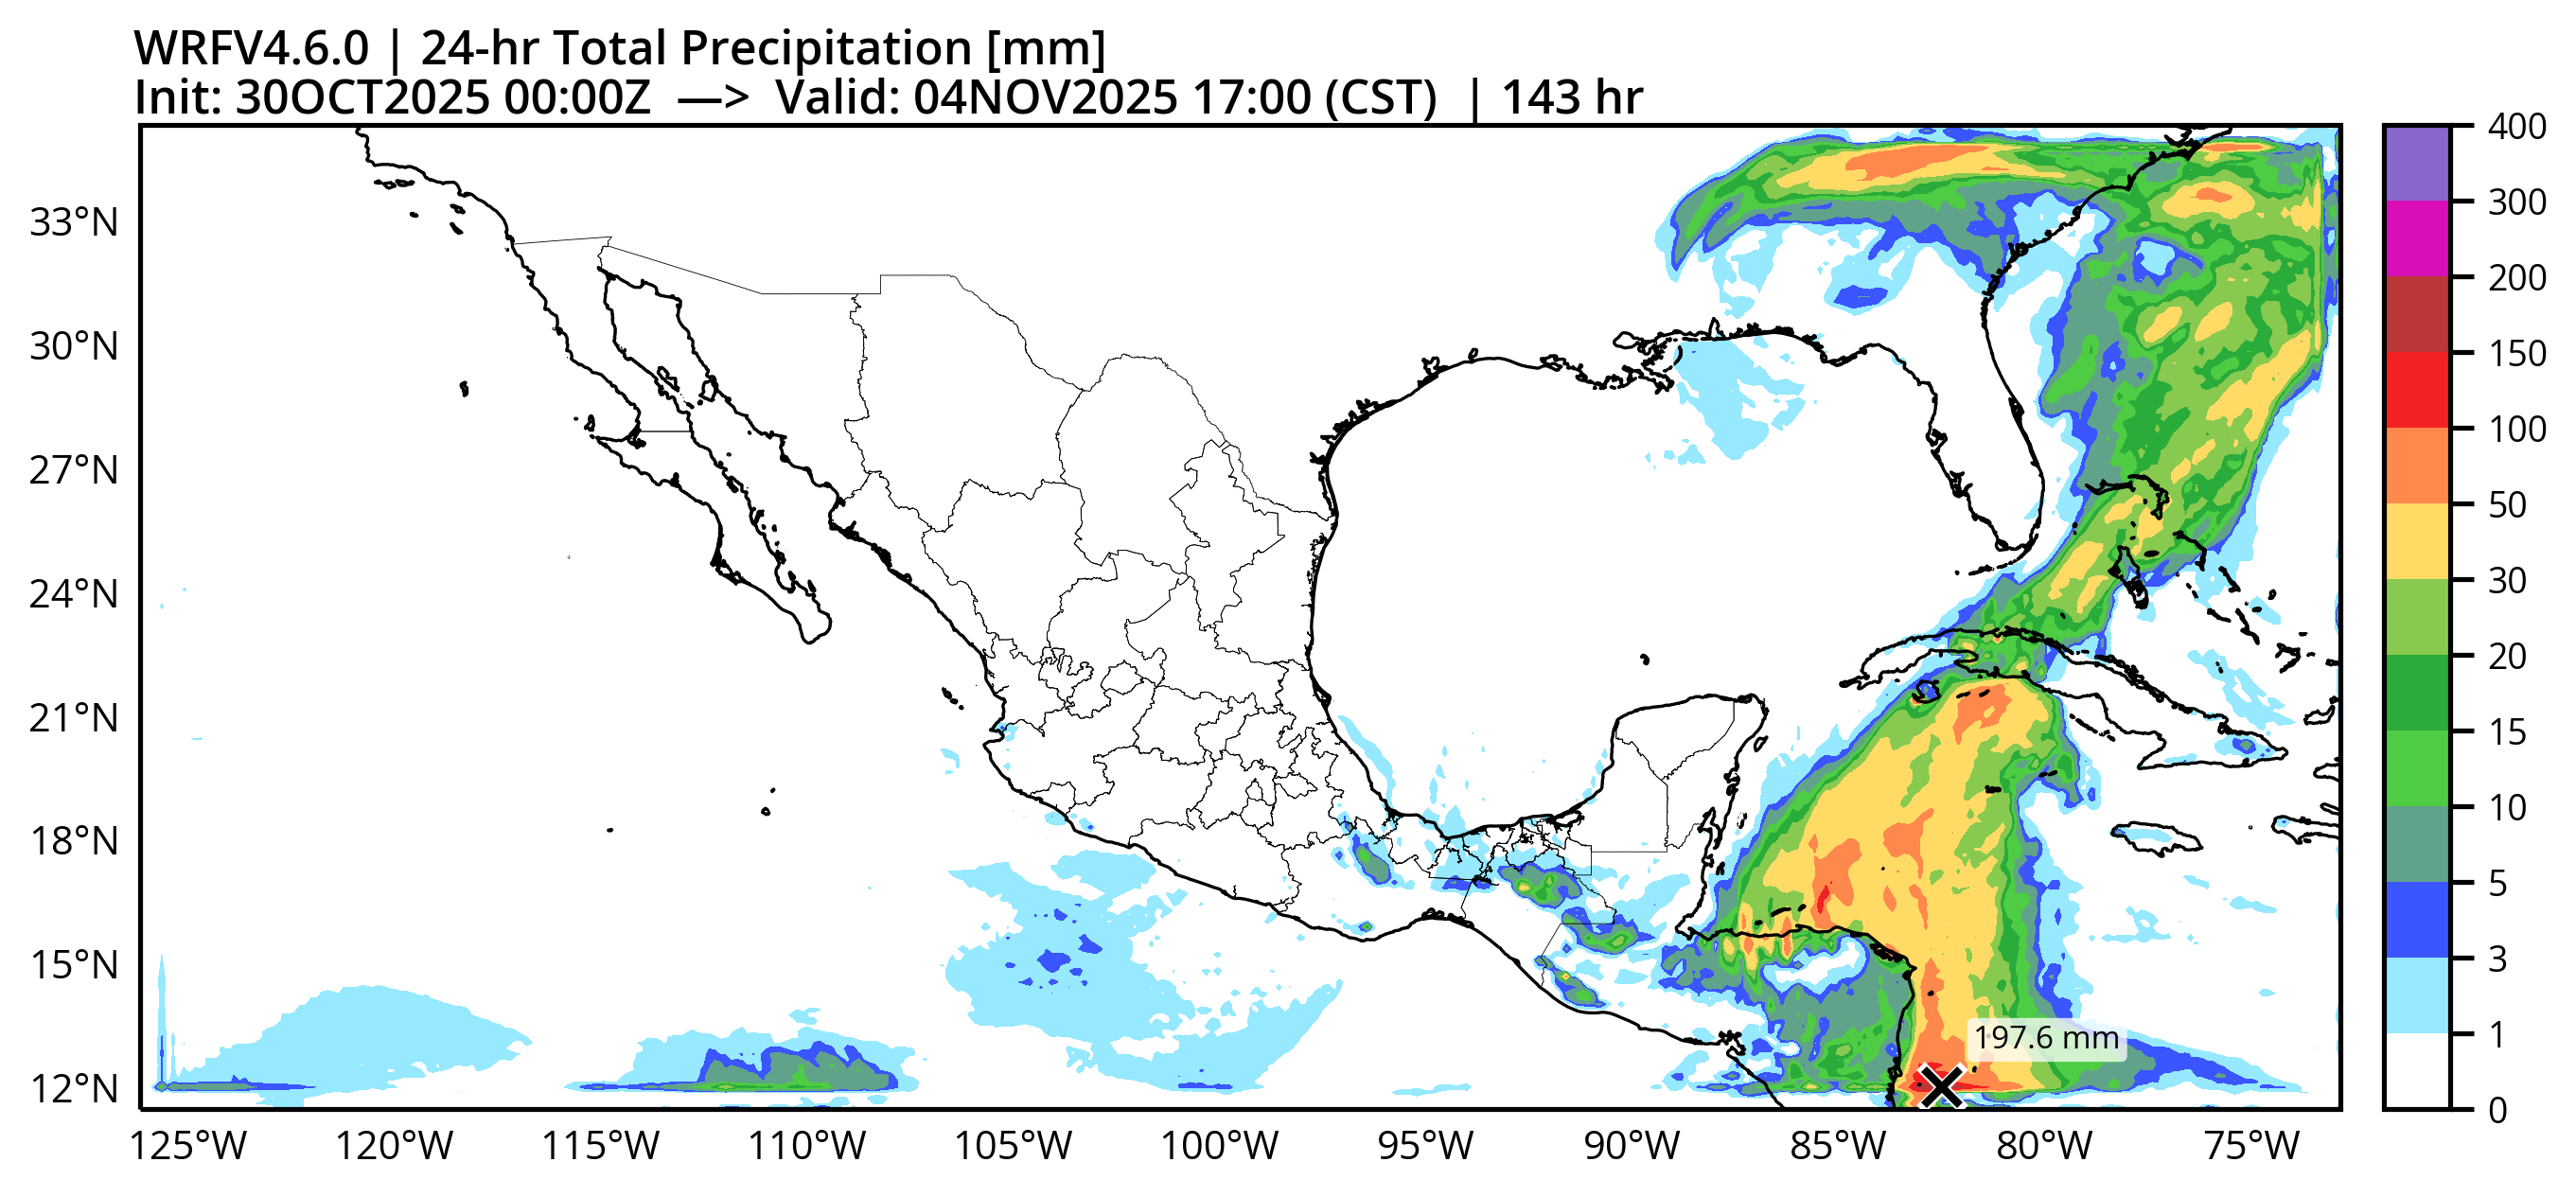 WRFV4.6.0 | 24-hr Total Precipitation [mm]
Init: 30OCT2025 00:00Z —> Valid: 04NOV2025 17:00 (CST) | 143 hr
33°N
30°N
27°N
24°N
21°N
18°N
15°N
12°N
197.6 mm
125°W 120°W 115°W 110°W 105°W 100°W 95°W 90°W 85°W 80°W 75°W
400
300
200
150
100
50
30
20
15
10
5
3
1
0